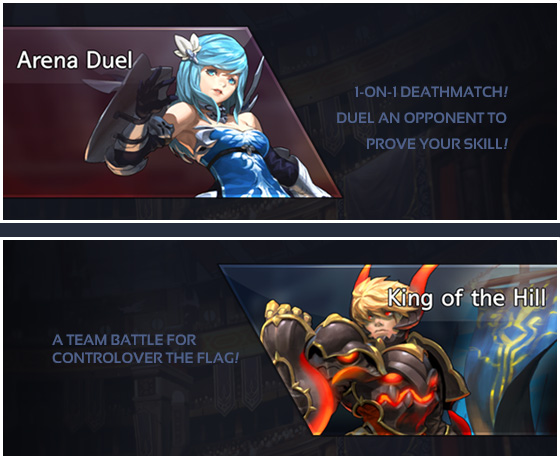 Arena Duel
1-ON-1 DEATHMATCH!
DUEL AN OPPONENT TO
PROVE YOUR SKILL!
King of the Hill
A TEAM BATTLE FOR
CONTROLOVER THE FLAG!